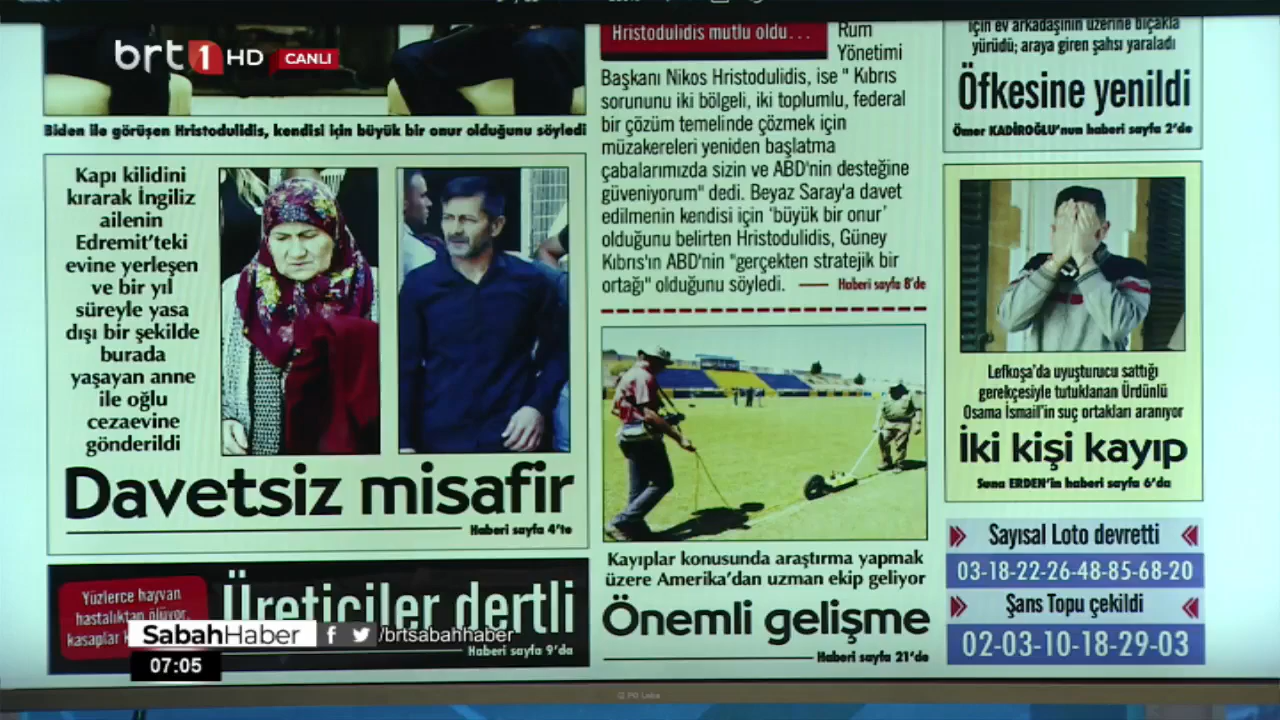 brt 1 HD CANLI
Biden ile görüşen Hristodulidis, kendisi için büyük bir onur olduğunu söyledi
Kapı kilidini
kırarak İngiliz
ailenin
Edremit'teki
evine yerleşen
ve bir yıl
süreyle yasa
dışı bir şekilde
burada
yaşayan anne
ile oğlu
cezaevine
gönderildi
Davetsiz misafir
Haberi sayfa 4'te
Yüzlerce hayvan
hastalıktan ölüyor,
kasaplar
Üreticiler dertli
Haberi sayfa 9'da
SabahHaber
/brtsabahhaber
07:05
Hristodulidis mutlu oldu...
Rum
Yönetimi
Başkanı Nikos Hristodulidis, ise " Kıbrıs
sorununu iki bölgeli, iki toplumlu, federal
bir çözüm temelinde çözmek için
müzakereleri yeniden başlatma
çabalarımızda sizin ve ABD'nin desteğine
güveniyorum" dedi. Beyaz Saray'a davet
edilmenin kendisi için 'büyük bir onur'
olduğunu belirten Hristodulidis, Güney
Kıbrıs'ın ABD'nin "gerçekten stratejik bir
ortağı" olduğunu söyledi.
Haberi sayfa 8'de
Kayıplar konusunda araştırma yapmak
üzere Amerika'dan uzman ekip geliyor
Önemli gelişme
Haberi sayfa 21'de
için ev arkadaşının üzerine bıçakla
yürüdü; araya giren şahsı yaraladı
Öfkesine yenildi
Ömer KADİROĞLU'nun haberi sayfa 2'de
Lefkoşa'da uyuşturucu sattığı
gerekçesiyle tutuklanan Ürdünlü
Osama İsmail'in suç ortakları aranıyor
İki kişi kayıp
Suna ERDEN'in haberi sayfa 6'da
Sayısal Loto devretti
03-18-22-26-48-85-68-20
Şans Topu çekildi
02-03-10-18-29-03